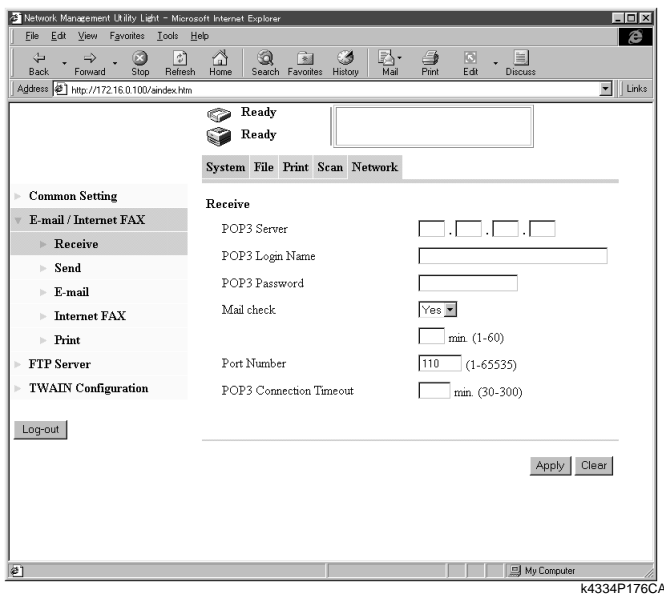 Network Management Utility Light - Microsoft Internet Explorer
File Edit View Favorites Tools Help
Back Forward Stop Refresh Home Search Favorites History Mail Print Edit Discuss
Address http://172.16.0.100/aindex.htm Links
Ready
Ready
System File Print Scan Network
Common Setting
E-mail / Internet FAX
Receive
Send
E-mail
Internet FAX
Print
FTP Server
TWAIN Configuration
Log-out
Receive
POP3 Server . . .
POP3 Login Name
POP3 Password
Mail check Yes
min. (1-60)
Port Number 110 (1-65535)
POP3 Connection Timeout min. (30-300)
Apply Clear
My Computer
k4334P176CA